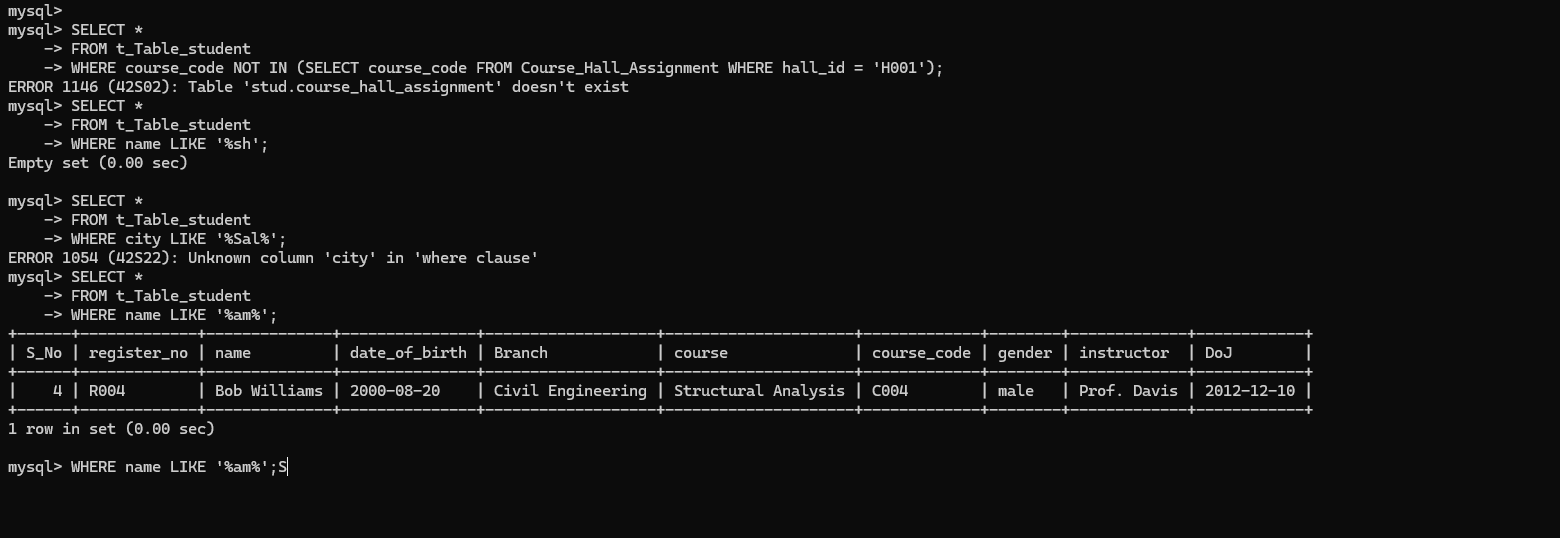 mysql>
mysql> SELECT *
    -> FROM t_Table_student
    -> WHERE course_code NOT IN (SELECT course_code FROM Course_Hall_Assignment WHERE hall_id = 'H001');
ERROR 1146 (42S02): Table 'stud.course_hall_assignment' doesn't exist
mysql> SELECT *
    -> FROM t_Table_student
    -> WHERE name LIKE '%sh';
Empty set (0.00 sec)

mysql> SELECT *
    -> FROM t_Table_student
    -> WHERE city LIKE '%Sal%';
ERROR 1054 (42S22): Unknown column 'city' in 'where clause'
mysql> SELECT *
    -> FROM t_Table_student
    -> WHERE name LIKE '%am%';
+------+-------------+--------------+---------------+-------------------+---------------------+-------------+--------+-------------+------------+
| S_No | register_no | name         | date_of_birth | Branch            | course              | course_code | gender | instructor  | DoJ        |
+------+-------------+--------------+---------------+-------------------+---------------------+-------------+--------+-------------+------------+
|    4 | R004        | Bob Williams | 2000-08-20    | Civil Engineering | Structural Analysis | C004        | male   | Prof. Davis | 2012-12-10 |
+------+-------------+--------------+---------------+-------------------+---------------------+-------------+--------+-------------+------------+
1 row in set (0.00 sec)

mysql> WHERE name LIKE '%am%';S